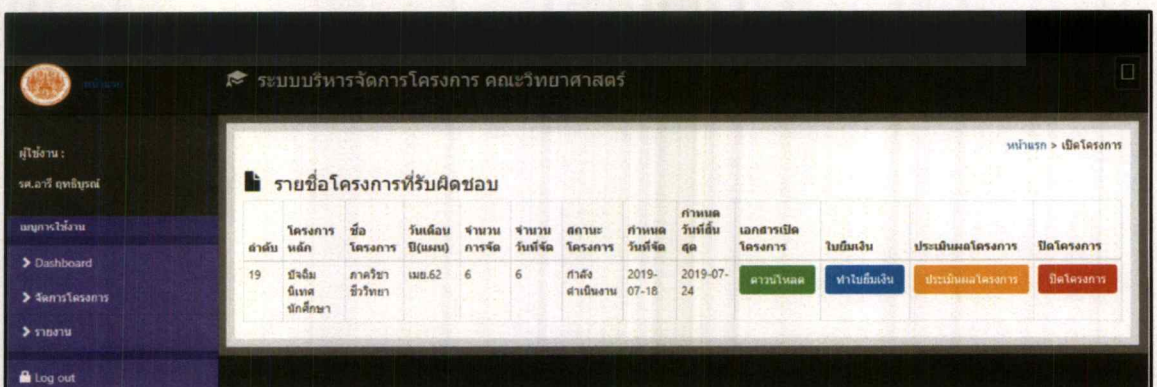 หน้าแรก
ระบบบริหารจัดการโครงการ คณะวิทยาศาสตร์
ผู้ใช้งาน :
รศ.อารี ฤทธิบูรณ์
เมนูการใช้งาน
Dashboard
จัดการโครงการ
รายงาน
Log out
หน้าแรก > เปิดโครงการ
รายชื่อโครงการที่รับผิดชอบ
ลำดับ โครงการหลัก ชื่อโครงการ วันเดือนปี(แผน) จำนวนการจัด จำนวนวันที่จัด สถานะโครงการ กำหนดวันที่จัด กำหนดวันที่สิ้นสุด เอกสารเปิดโครงการ ใบยืมเงิน ประเมินผลโครงการ ปิดโครงการ
19 ปัจฉิมนิเทศนักศึกษา ภาควิชาชีววิทยา เมย.62 6 6 กำลังดำเนินงาน 2019-07-18 2019-07-24 ดาวน์โหลด ทำใบยืมเงิน ประเมินผลโครงการ ปิดโครงการ